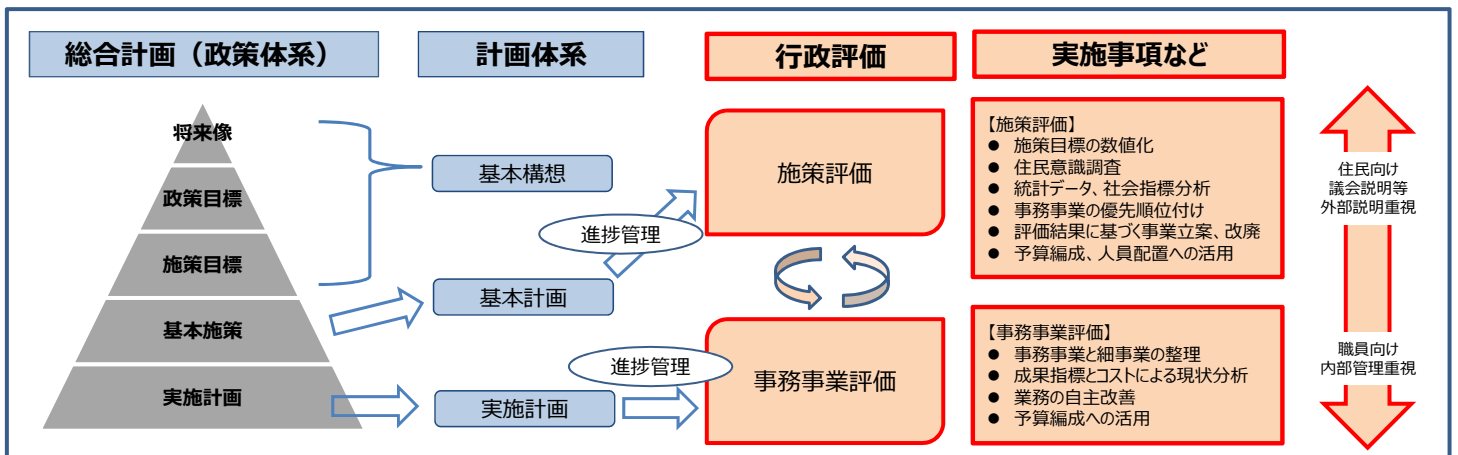 総合計画（政策体系）
計画体系
行政評価
実施事項など
将来像
政策目標
施策目標
基本施策
実施計画
基本構想
進捗管理
基本計画
進捗管理
実施計画
施策評価
事務事業評価
【施策評価】
● 施策目標の数値化
● 住民意識調査
● 統計データ、社会指標分析
● 事務事業の優先順位付け
● 評価結果に基づく事業立案、改廃
● 予算編成、人員配置への活用
【事務事業評価】
● 事務事業と細事業の整理
● 成果指標とコストによる現状分析
● 業務の自主改善
● 予算編成への活用
住民向け
議会説明等
外部説明重視
職員向け
内部管理重視